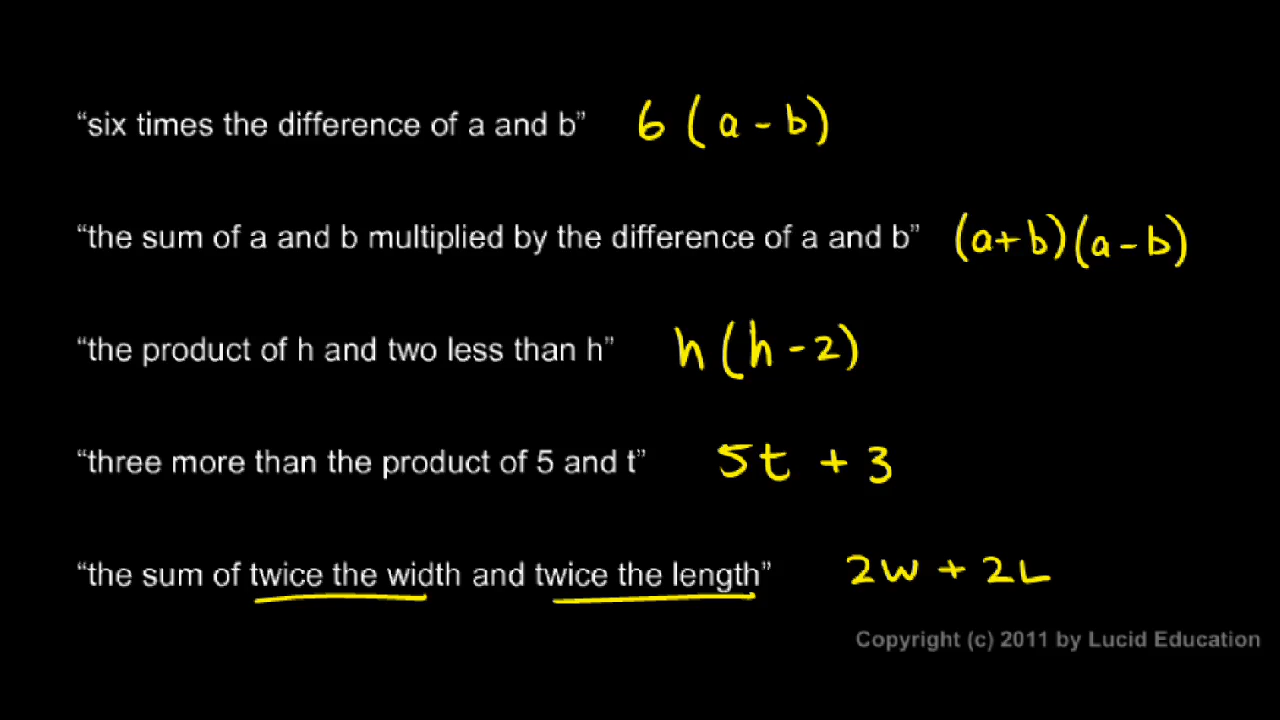 “six times the difference of a and b” 6 (a - b)
“the sum of a and b multiplied by the difference of a and b” (a+b)(a-b)
“the product of h and two less than h” h (h - 2)
“three more than the product of 5 and t” 5t + 3
“the sum of twice the width and twice the length” 2W + 2L
Copyright (c) 2011 by Lucid Education